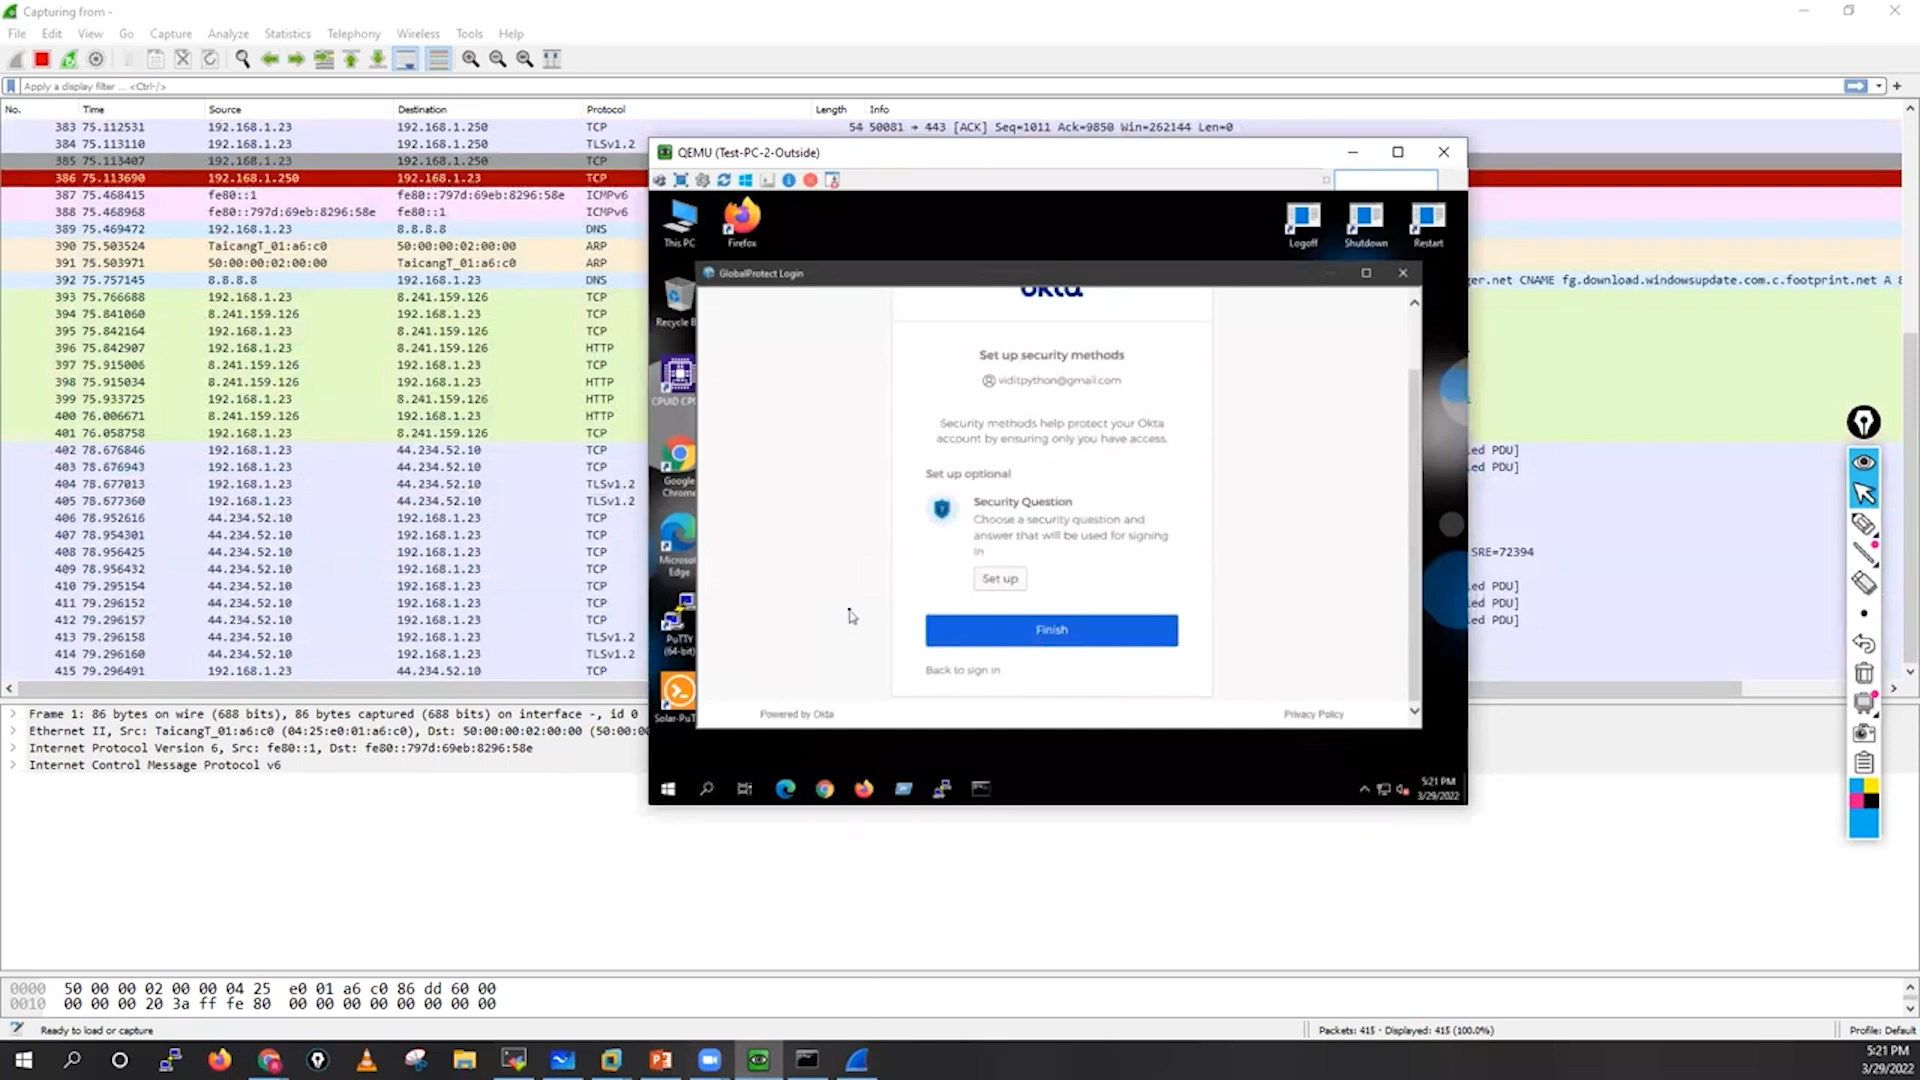 Capturing from -
File Edit View Go Capture Analyze Statistics Telephony Wireless Tools Help
Apply a display filter ... <Ctrl-/>
No. Time Source Destination Protocol Length Info
383 75.112531 192.168.1.23 192.168.1.250 TCP 54 50081 → 443 [ACK] Seq=1011 Ack=9850 Win=262144 Len=0
384 75.113110 192.168.1.23 192.168.1.250 TLSv1.2
385 75.113407 192.168.1.23 192.168.1.250 TCP
386 75.113690 192.168.1.250 192.168.1.23 TCP
387 75.468415 fe80::1 fe80::797d:69eb:8296:58e ICMPv6
388 75.468968 fe80::797d:69eb:8296:58e fe80::1 ICMPv6
389 75.469472 192.168.1.23 8.8.8.8 DNS
390 75.503524 TaicangT_01:a6:c0 50:00:00:02:00:00 ARP
391 75.503971 50:00:00:02:00:00 TaicangT_01:a6:c0 ARP
392 75.757145 8.8.8.8 192.168.1.23 DNS ger.net CNAME fg.download.windowsupdate.com.c.footprint.net A 8
393 75.766688 192.168.1.23 8.241.159.126 TCP
394 75.841060 8.241.159.126 192.168.1.23 TCP
395 75.842164 192.168.1.23 8.241.159.126 TCP
396 75.842907 192.168.1.23 8.241.159.126 HTTP
397 75.915006 8.241.159.126 192.168.1.23 TCP
398 75.915034 8.241.159.126 192.168.1.23 HTTP
399 75.933725 192.168.1.23 8.241.159.126 HTTP
400 76.006671 8.241.159.126 192.168.1.23 HTTP
401 76.058758 192.168.1.23 8.241.159.126 TCP
402 78.676846 192.168.1.23 44.234.52.10 TCP ed PDU]
403 78.676943 192.168.1.23 44.234.52.10 TCP ed PDU]
404 78.677013 192.168.1.23 44.234.52.10 TLSv1.2
405 78.677360 192.168.1.23 44.234.52.10 TLSv1.2
406 78.952616 44.234.52.10 192.168.1.23 TCP
407 78.954301 44.234.52.10 192.168.1.23 TCP
408 78.956425 44.234.52.10 192.168.1.23 TCP SRE=72394
409 78.956432 44.234.52.10 192.168.1.23 TCP
410 79.295154 44.234.52.10 192.168.1.23 TCP ed PDU]
411 79.296152 44.234.52.10 192.168.1.23 TCP ed PDU]
412 79.296157 44.234.52.10 192.168.1.23 TCP ed PDU]
413 79.296158 44.234.52.10 192.168.1.23 TLSv1.2
414 79.296160 44.234.52.10 192.168.1.23 TLSv1.2
415 79.296491 192.168.1.23 44.234.52.10 TCP
QEMU (Test-PC-2-Outside)
This PC
Firefox
Logoff
Shutdown
Restart
Recycle B
CPUID CPU
Google
Chrome
Microsof
Edge
PuTTY
(64-bit)
Solar-PuT
GlobalProtect Login
okta
Set up security methods
viditpython@gmail.com
Security methods help protect your Okta
account by ensuring only you have access.
Set up optional
Security Question
Choose a security question and
answer that will be used for signing
in
Set up
Finish
Back to sign in
Powered by Okta
Privacy Policy
5:21 PM
3/29/2022
Frame 1: 86 bytes on wire (688 bits), 86 bytes captured (688 bits) on interface -, id 0
Ethernet II, Src: TaicangT_01:a6:c0 (04:25:e0:01:a6:c0), Dst: 50:00:00:02:00:00 (50:00:00
Internet Protocol Version 6, Src: fe80::1, Dst: fe80::797d:69eb:8296:58e
Internet Control Message Protocol v6
0000 50 00 00 02 00 00 04 25 e0 01 a6 c0 86 dd 60 00
0010 00 00 00 20 3a ff fe 80 00 00 00 00 00 00 00 00
Ready to load or capture
Packets: 415 · Displayed: 415 (100.0%)
Profile: Default
5:21 PM
3/29/2022